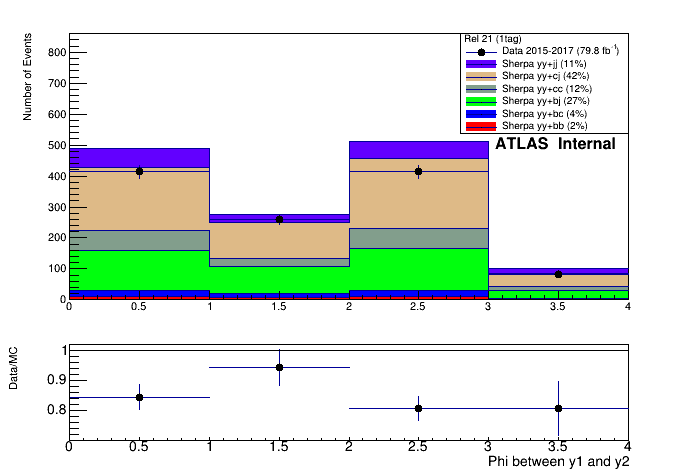 Rel 21 (1tag)
Data 2015-2017 (79.8 fb⁻¹)
Sherpa yy+jj (11%)
Sherpa yy+cj (42%)
Sherpa yy+cc (12%)
Sherpa yy+bj (27%)
Sherpa yy+bc (4%)
Sherpa yy+bb (2%)
ATLAS Internal
Number of Events
800
700
600
500
400
300
200
100
0
0 0.5 1 1.5 2 2.5 3 3.5 4
Data/MC
1
0.9
0.8
0 0.5 1 1.5 2 2.5 3 3.5 4
Phi between y1 and y2